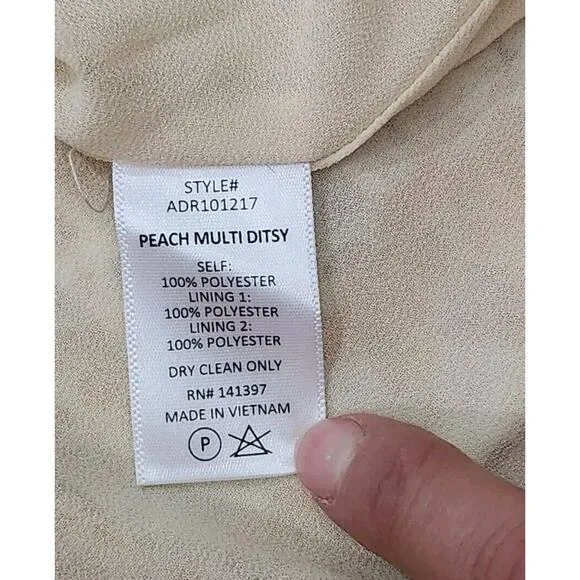 STYLE#
ADR101217
PEACH MULTI DITSY
SELF:
100% POLYESTER
LINING 1:
100% POLYESTER
LINING 2:
100% POLYESTER
DRY CLEAN ONLY
RN# 141397
MADE IN VIETNAM
P